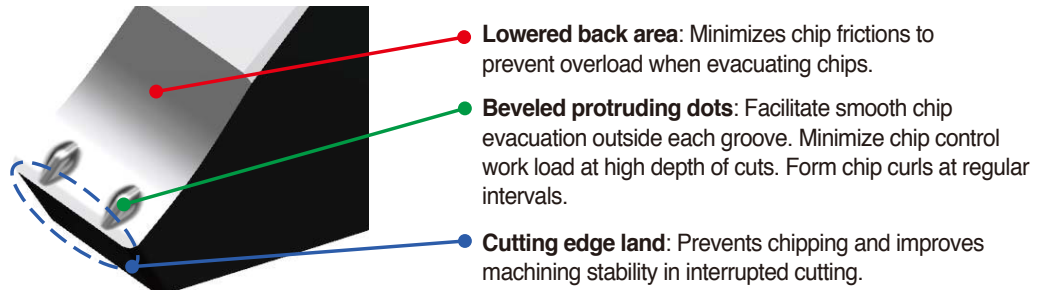 Lowered back area: Minimizes chip frictions to
prevent overload when evacuating chips.
Beveled protruding dots: Facilitate smooth chip
evacuation outside each groove. Minimize chip control
work load at high depth of cuts. Form chip curls at regular
intervals.
Cutting edge land: Prevents chipping and improves
machining stability in interrupted cutting.